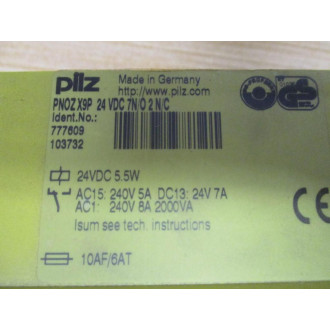 pilz
Made in Germany
http://www.pilz.com
PNOZ X9P 24 VDC 7N/O 2 N/C
Ident.No.:
777609
103732
24VDC 5.5W
AC15: 240V 5A DC13: 24V 7A
AC1: 240V 8A 2000VA
Isum see tech. instructions
10AF/6AT
CE